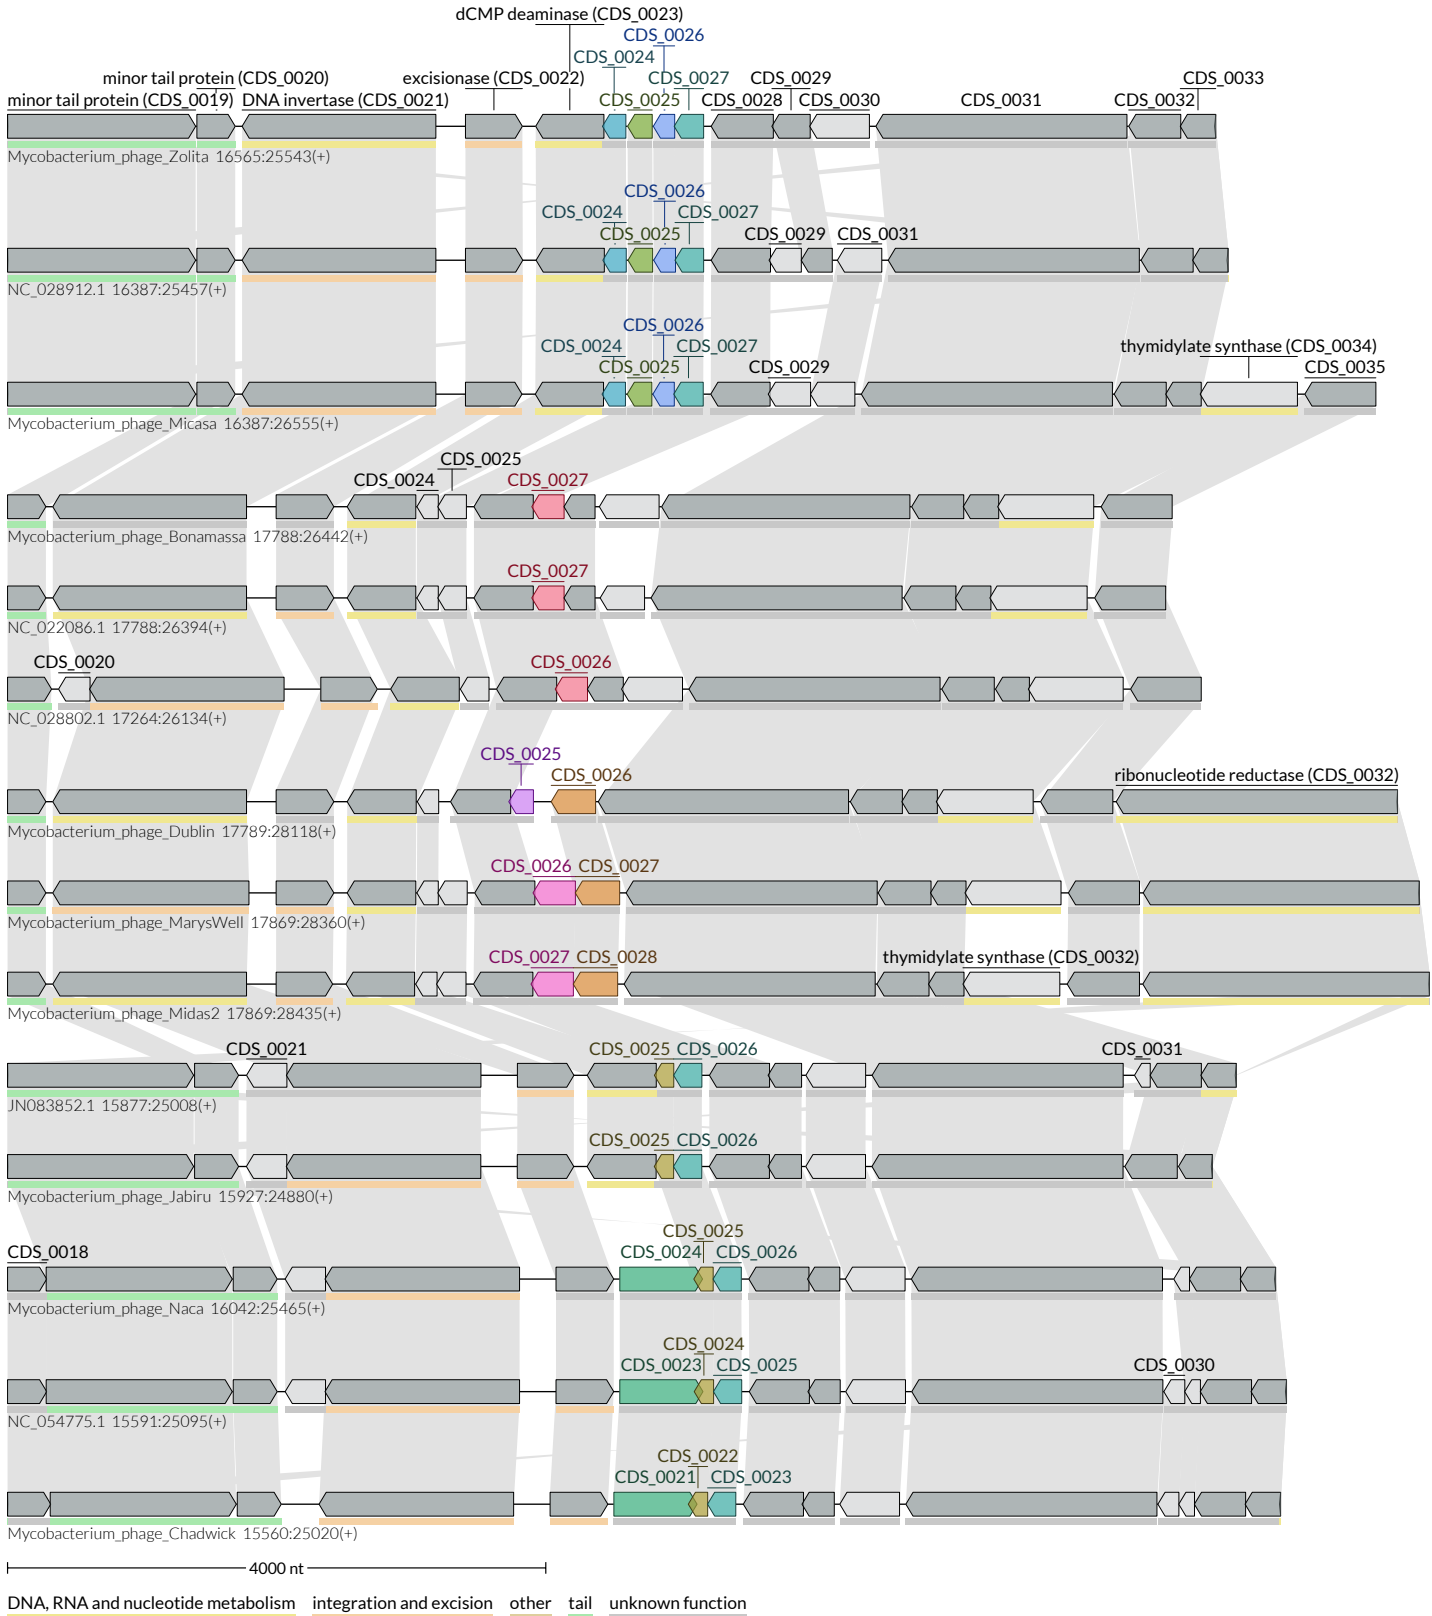 dCMP deaminase (CDS_0023)
CDS_0026
CDS_0024
minor tail protein (CDS_0020) excisionase (CDS_0022) CDS_0027 CDS_0029 CDS_0033
minor tail protein (CDS_0019) DNA invertase (CDS_0021) CDS_0025 CDS_0028 CDS_0030 CDS_0031 CDS_0032
Mycobacterium_phage_Zolita 16565:25543(+)
CDS_0026
CDS_0024 CDS_0027
CDS_0025 CDS_0029 CDS_0031
NC_028912.1 16387:25457(+)
CDS_0026
CDS_0024 CDS_0027 thymidylate synthase (CDS_0034)
CDS_0025 CDS_0029 CDS_0035
Mycobacterium_phage_Micasa 16387:26555(+)
CDS_0025
CDS_0024 CDS_0027
Mycobacterium_phage_Bonamassa 17788:26442(+)
CDS_0027
NC_022086.1 17788:26394(+)
CDS_0020 CDS_0026
NC_028802.1 17264:26134(+)
CDS_0025
CDS_0026 ribonucleotide reductase (CDS_0032)
Mycobacterium_phage_Dublin 17789:28118(+)
CDS_0026 CDS_0027
Mycobacterium_phage_MarysWell 17869:28360(+)
CDS_0027 CDS_0028 thymidylate synthase (CDS_0032)
Mycobacterium_phage_Midas2 17869:28435(+)
CDS_0021 CDS_0025 CDS_0026 CDS_0031
JN083852.1 15877:25008(+)
CDS_0025 CDS_0026
Mycobacterium_phage_Jabiru 15927:24880(+)
CDS_0025
CDS_0018 CDS_0024 CDS_0026
Mycobacterium_phage_Naca 16042:25465(+)
CDS_0024
CDS_0023 CDS_0025 CDS_0030
NC_054775.1 15591:25095(+)
CDS_0022
CDS_0021 CDS_0023
Mycobacterium_phage_Chadwick 15560:25020(+)
4000 nt
DNA, RNA and nucleotide metabolism integration and excision other tail unknown function